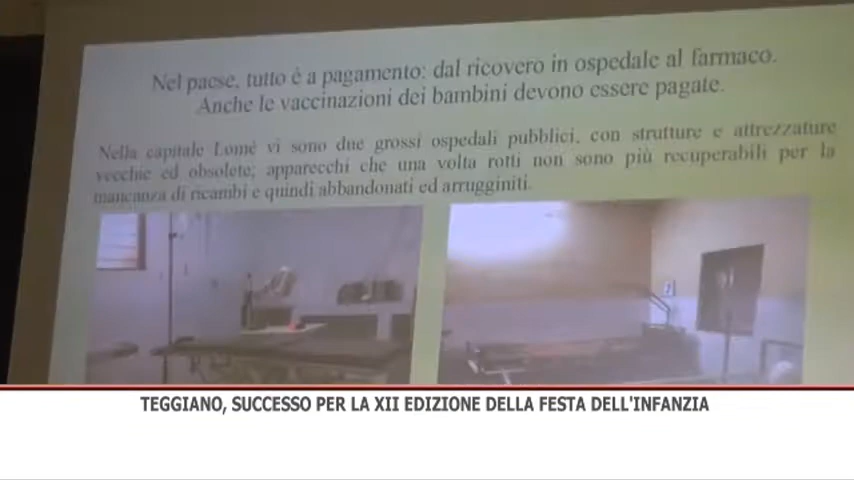 Nel paese, tutto è a pagamento: dal ricovero in ospedale al farmaco.
Anche le vaccinazioni dei bambini devono essere pagate.
Nella capitale Lomé vi sono due grossi ospedali pubblici, con strutture e attrezzature
vecchie ed obsolete; apparecchi che una volta rotti non sono più recuperabili per la
mancanza di ricambi e quindi abbandonati ed arrugginiti.
TEGGIANO, SUCCESSO PER LA XII EDIZIONE DELLA FESTA DELL'INFANZIA